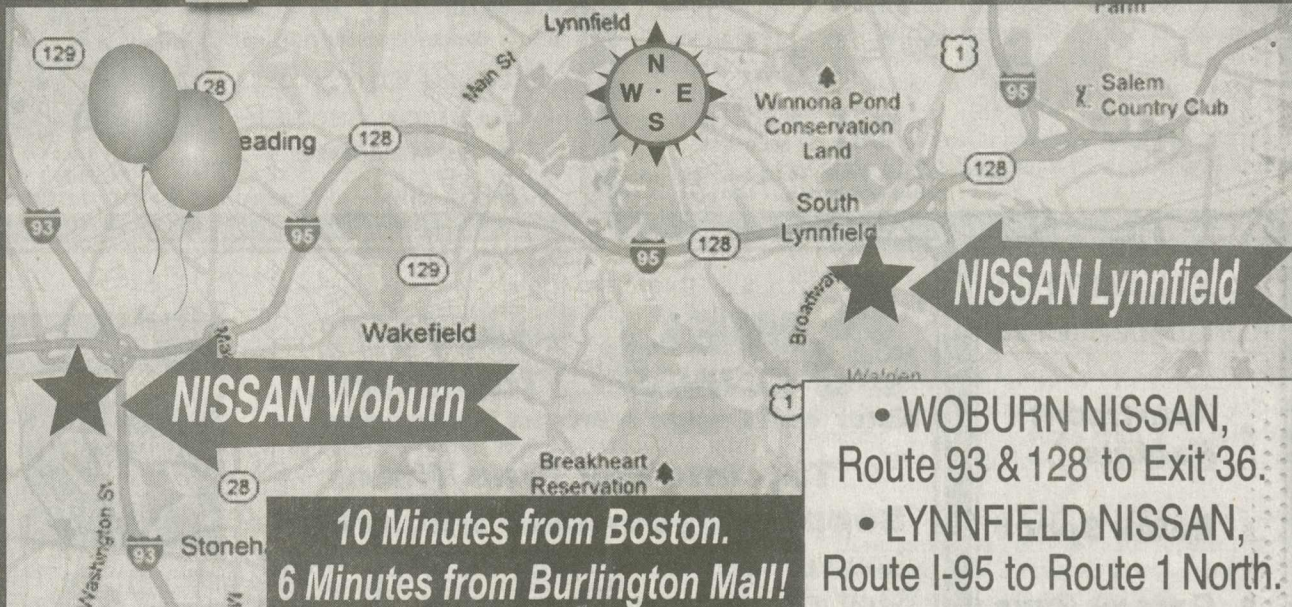 Lynnfield
Farm
129
28
eading
Main St
N
W · E
S
Winnona Pond
Conservation
Land
1
95
Salem
Country Club
128
128
93
95
129
95
128
South
Lynnfield
Broadway
NISSAN Lynnfield
Wakefield
NISSAN Woburn
Walden
1
Breakheart
Reservation
28
Washington St
93
Stoneh
10 Minutes from Boston.
6 Minutes from Burlington Mall!
• WOBURN NISSAN,
Route 93 & 128 to Exit 36.
• LYNNFIELD NISSAN,
Route I-95 to Route 1 North.